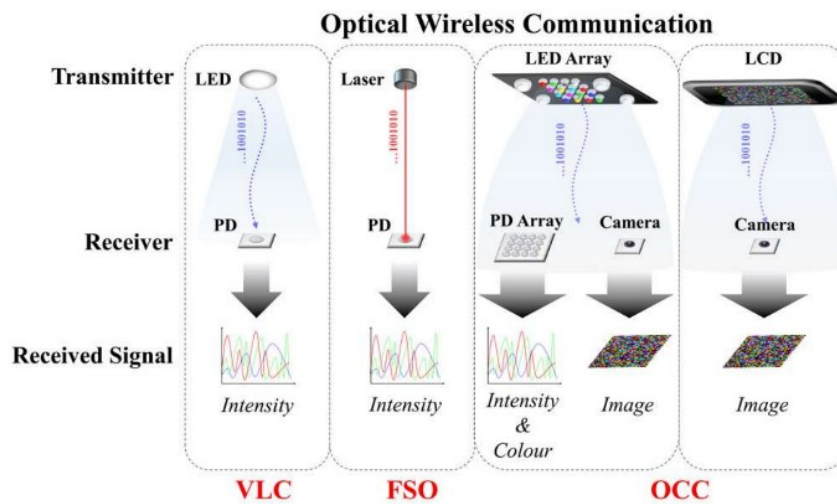 Optical Wireless Communication
Transmitter
LED
Laser
LED Array
LCD
...1001010
...1001010
...1001010
...1001010
Receiver
PD
PD
PD Array
Camera
Camera
Received Signal
Intensity
Intensity
Intensity
&
Colour
Image
Image
VLC
FSO
OCC